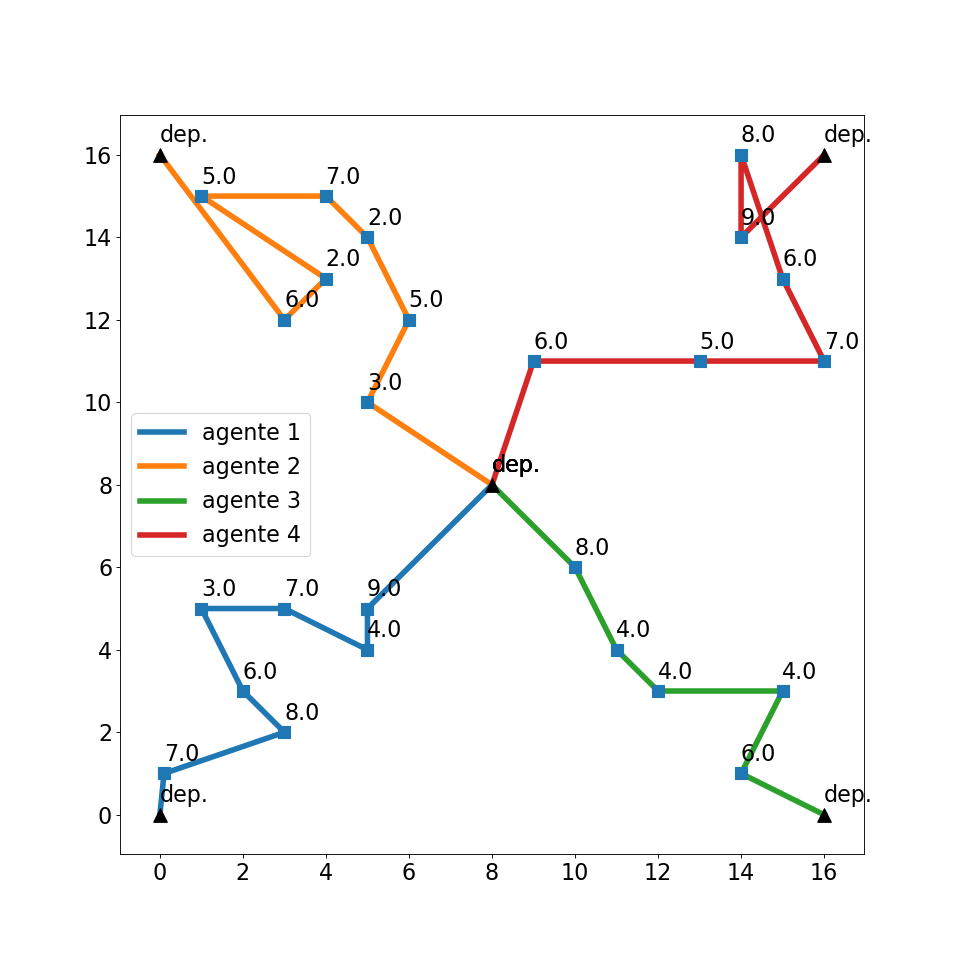 dep. 8.0 dep.
16
5.0 7.0
2.0 9.0
14
2.0 6.0
6.0 5.0
12
6.0 5.0 7.0
3.0
10
agente 1
agente 2
agente 3
agente 4
dep.
8
8.0
6
3.0 7.0 9.0
4.0 4.0
4
6.0 4.0 4.0
8.0
2
7.0 6.0
dep. dep.
0
0 2 4 6 8 10 12 14 16